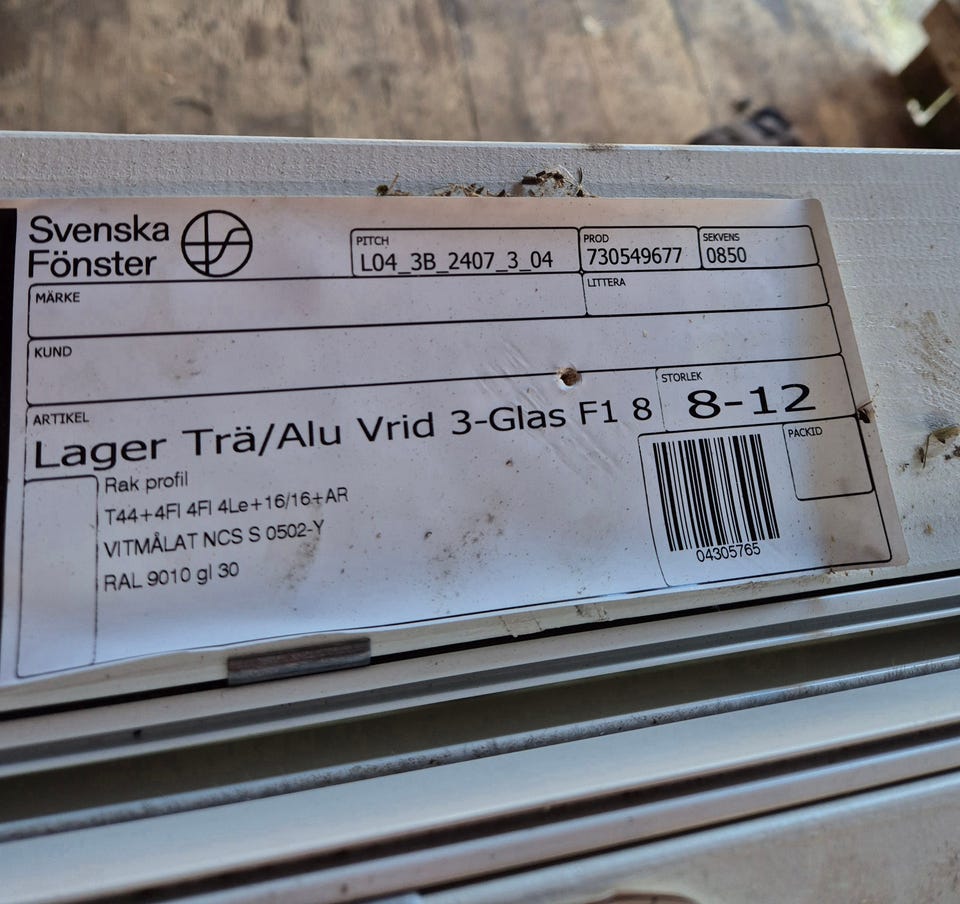 Svenska
Fönster
PITCH
L04_3B_2407_3_04
PROD
730549677
SEKVENS
0850
MÄRKE
LITTERA
KUND
ARTIKEL
Lager Trä/Alu Vrid 3-Glas F1 8
STORLEK
8-12
Rak profil
T44+4FI 4FI 4Le+16/16+AR
VITMÅLAT NCS S 0502-Y
RAL 9010 gl 30
PACKID
04305765